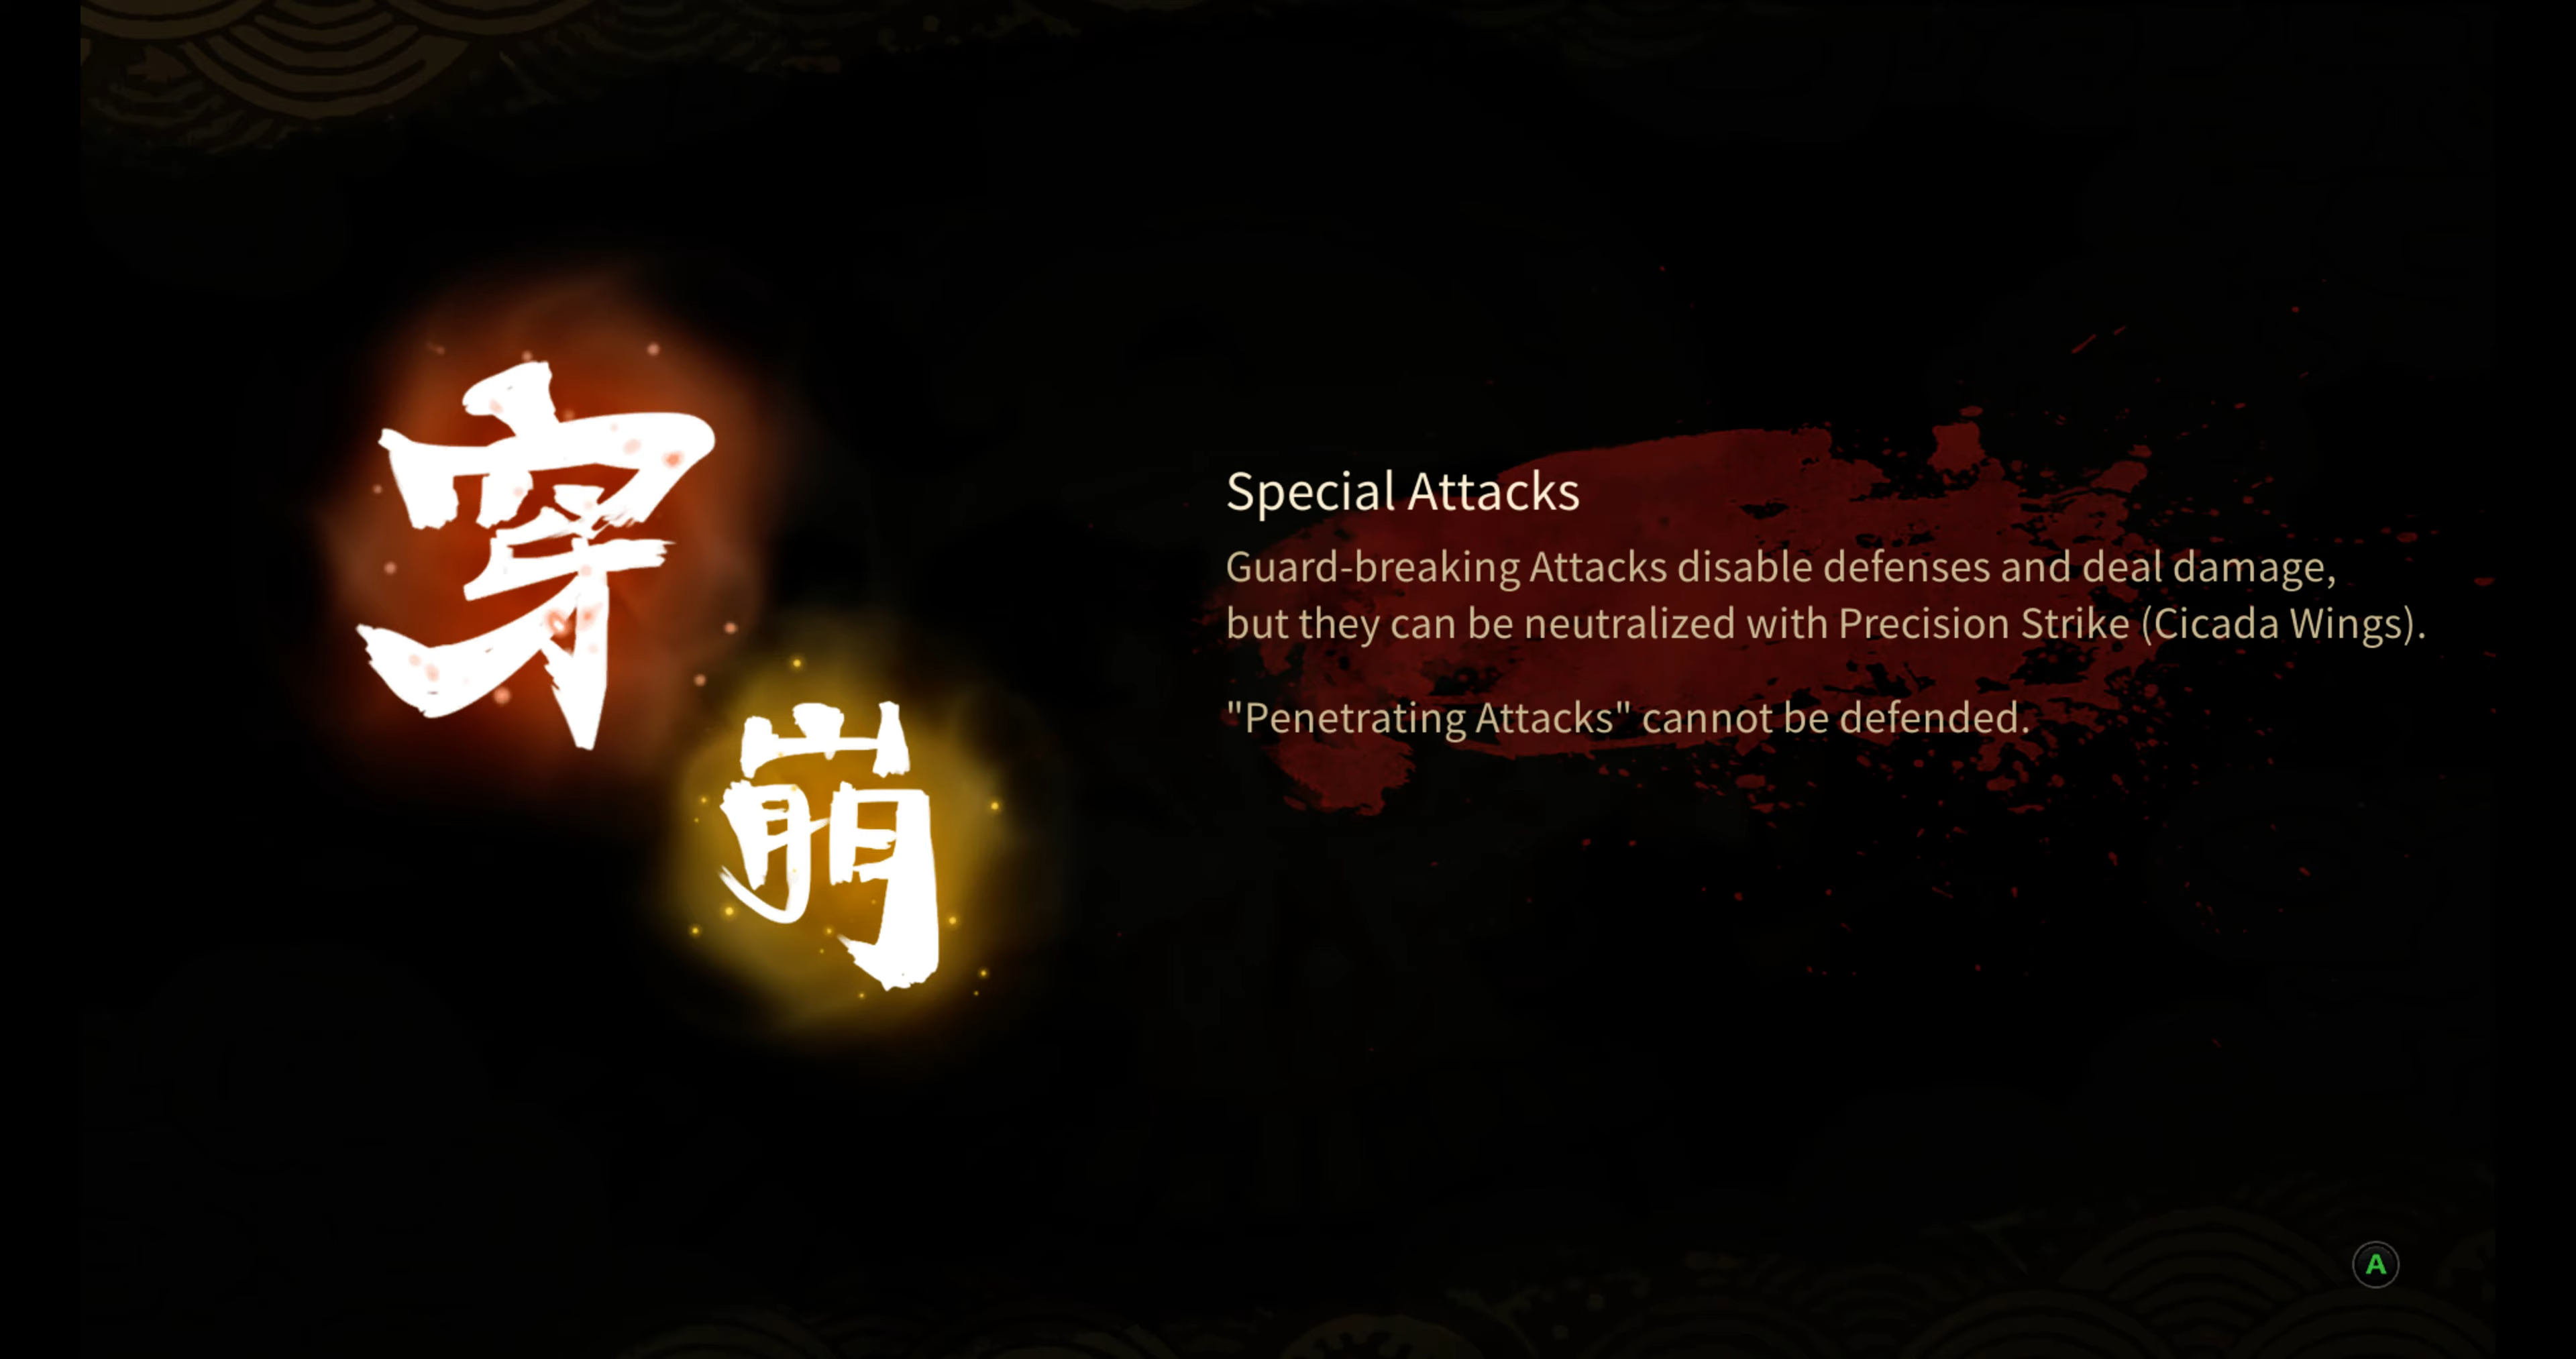 穿
崩
Special Attacks
Guard-breaking Attacks disable defenses and deal damage,
but they can be neutralized with Precision Strike (Cicada Wings).
"Penetrating Attacks" cannot be defended.
A